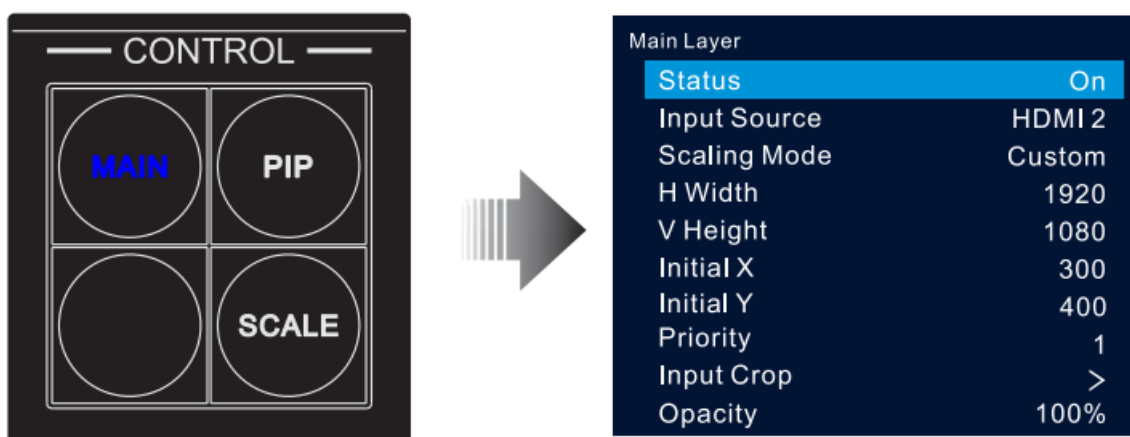 CONTROL
MAIN PIP
SCALE
Main Layer
Status On
Input Source HDMI 2
Scaling Mode Custom
H Width 1920
V Height 1080
Initial X 300
Initial Y 400
Priority 1
Input Crop >
Opacity 100%